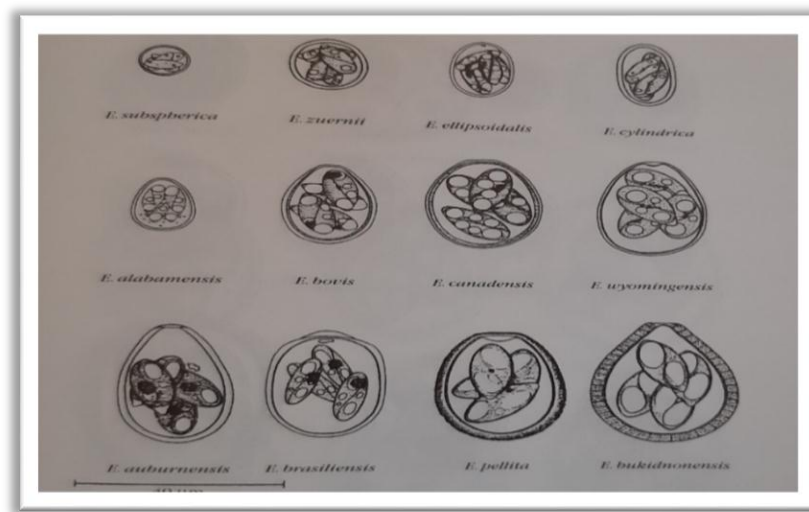 E. subspherica
E. zuernii
E. ellipsoidalis
E. cylindrica
E. alabamensis
E. bovis
E. canadensis
E. wyomingensis
E. auburnensis
E. brasiliensis
E. pellita
E. bukidnonensis